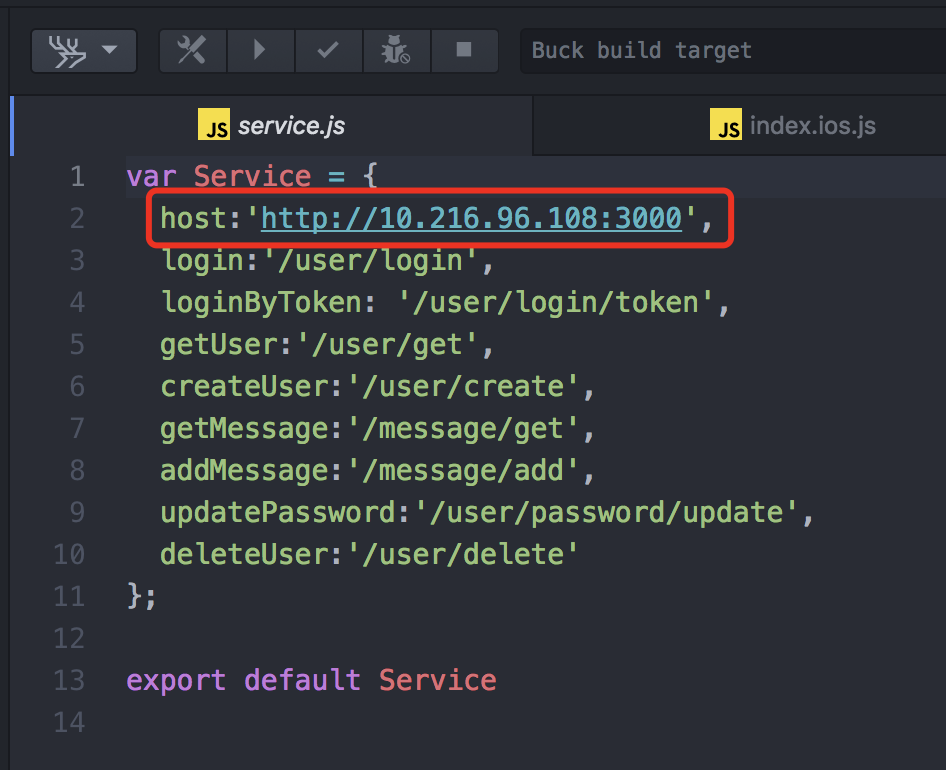 Buck build target
JS service.js
JS index.ios.js
1 var Service = {
2   host:'http://10.216.96.108:3000',
3   login:'/user/login',
4   loginByToken: '/user/login/token',
5   getUser:'/user/get',
6   createUser:'/user/create',
7   getMessage:'/message/get',
8   addMessage:'/message/add',
9   updatePassword:'/user/password/update',
10   deleteUser:'/user/delete'
11 };
12
13 export default Service
14